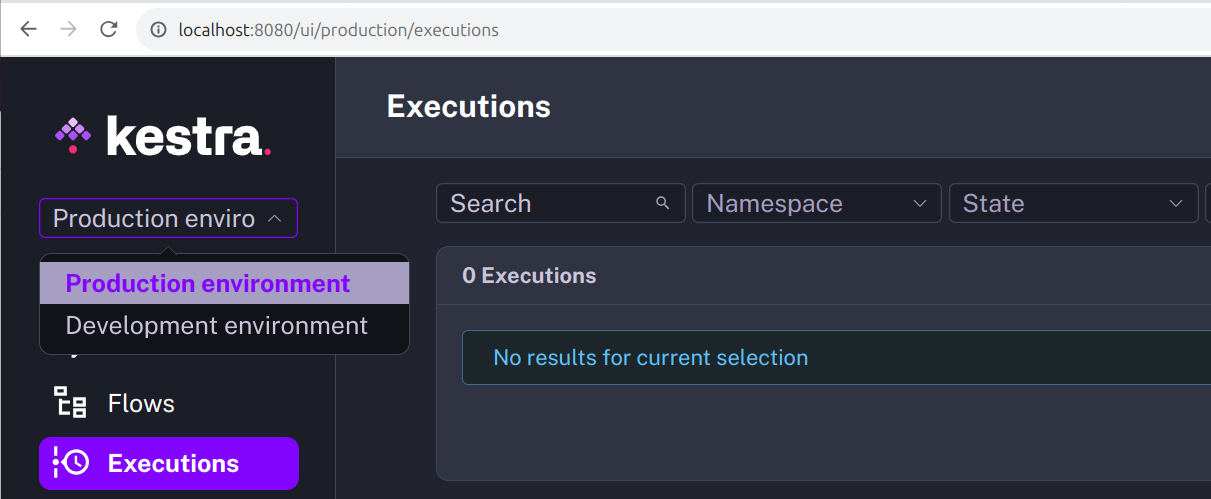 localhost:8080/ui/production/executions
Executions
kestra.
Production enviro
Production environment
Development environment
Flows
Executions
Search
Namespace
State
0 Executions
No results for current selection